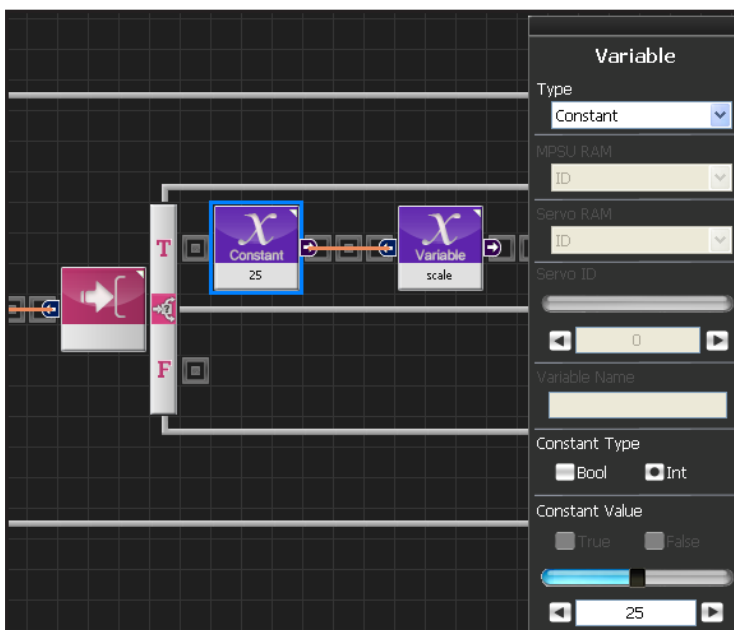 Variable
Type
Constant
MPSU RAM
ID
Servo RAM
ID
Servo ID
0
Variable Name
Constant Type
Bool Int
Constant Value
True False
25
T
F
x
Constant
25
x
Variable
scale
?